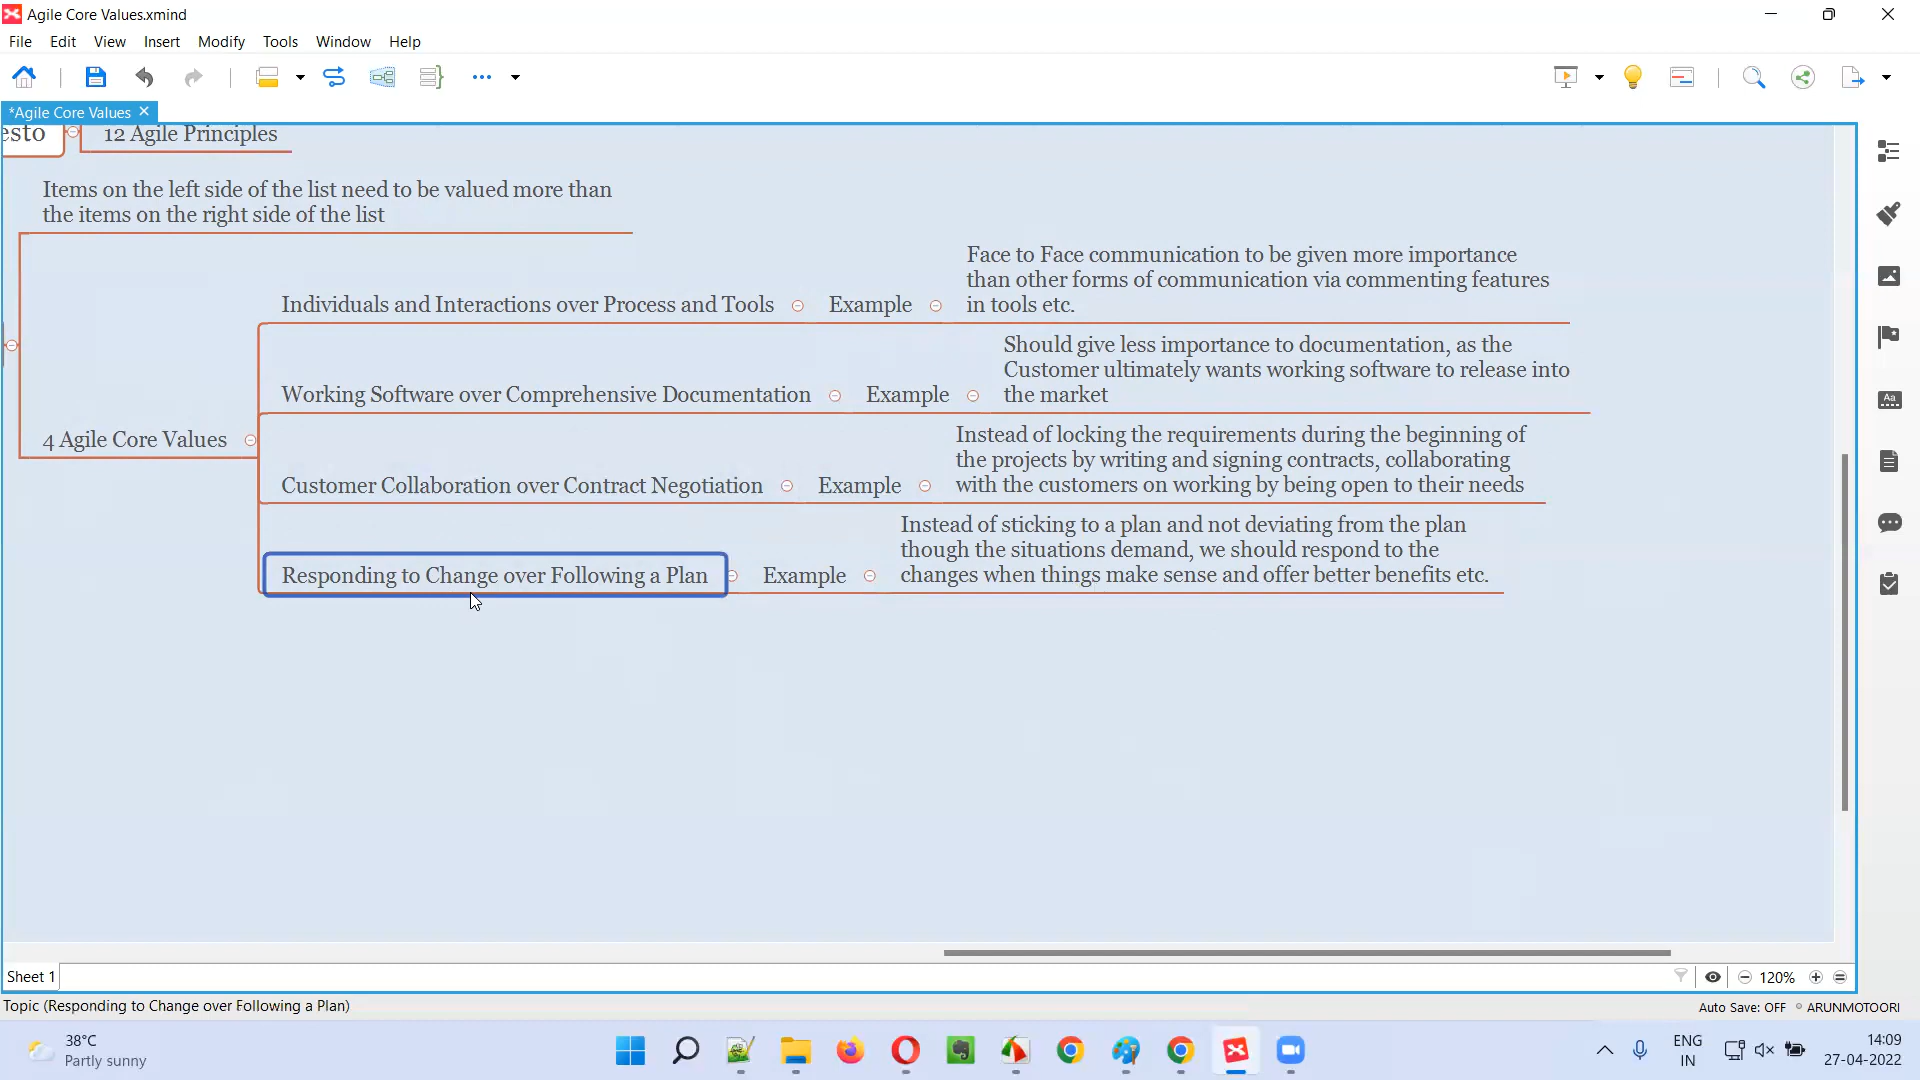 Agile Core Values.xmind
File Edit View Insert Modify Tools Window Help
*Agile Core Values
esto
12 Agile Principles
Items on the left side of the list need to be valued more than
the items on the right side of the list
Individuals and Interactions over Process and Tools
Example
Face to Face communication to be given more importance
than other forms of communication via commenting features
in tools etc.
Working Software over Comprehensive Documentation
Example
Should give less importance to documentation, as the
Customer ultimately wants working software to release into
the market
4 Agile Core Values
Customer Collaboration over Contract Negotiation
Example
Instead of locking the requirements during the beginning of
the projects by writing and signing contracts, collaborating
with the customers on working by being open to their needs
Responding to Change over Following a Plan
Example
Instead of sticking to a plan and not deviating from the plan
though the situations demand, we should respond to the
changes when things make sense and offer better benefits etc.
Aa
Sheet 1
120%
Topic (Responding to Change over Following a Plan)
Auto Save: OFF
ARUNMOTOORI
38°C
Partly sunny
ENG
IN
14:09
27-04-2022